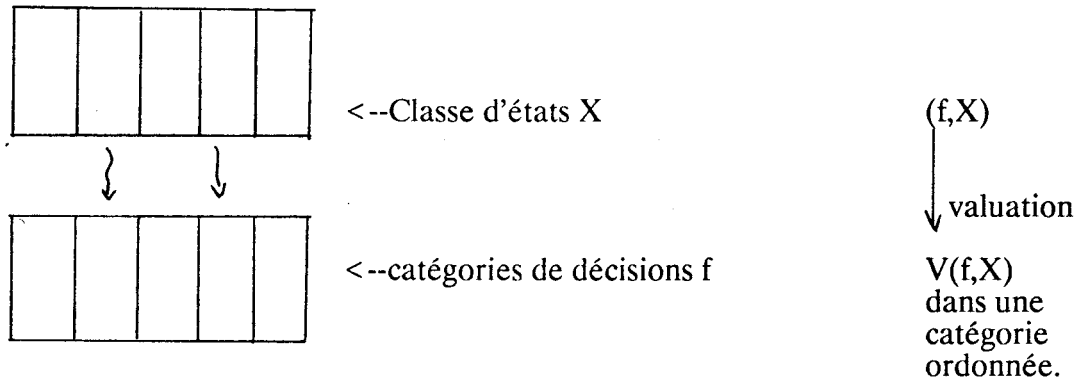 <--Classe d'états X
(f,X)
valuation
<--catégories de décisions f
V(f,X)
dans une
catégorie
ordonnée.